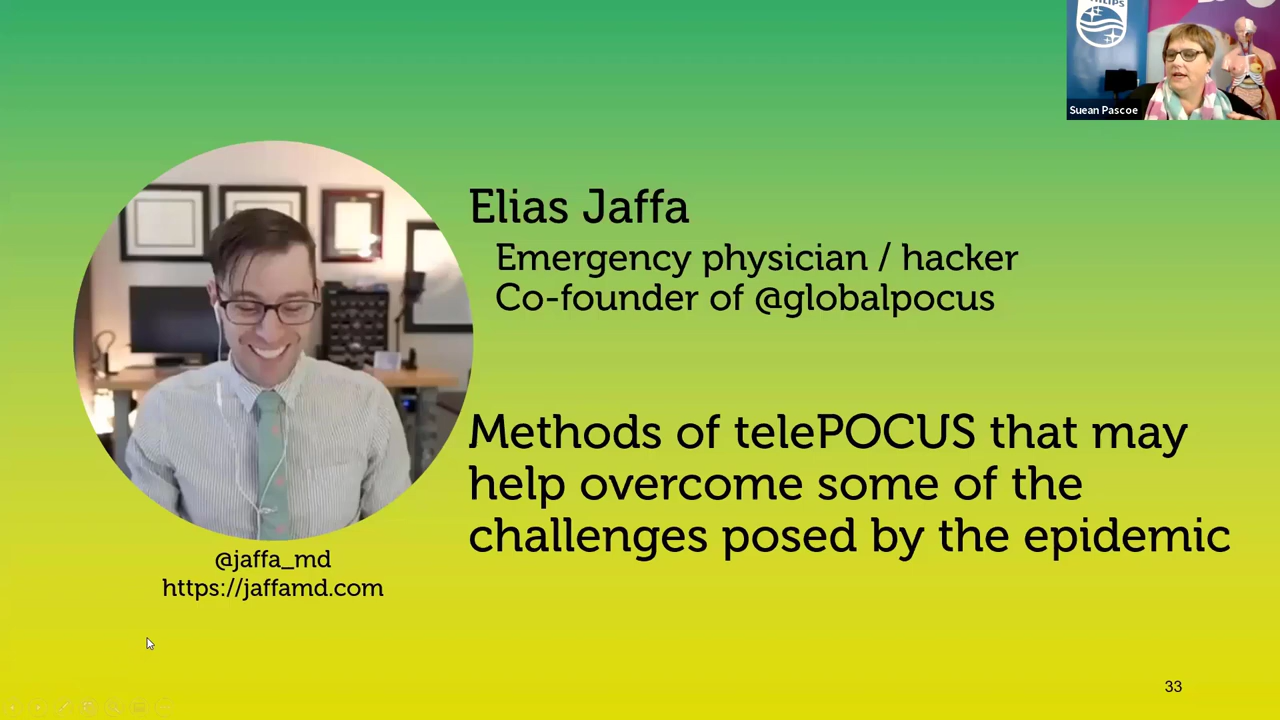 PHILIPS
Suean Pascoe
Elias Jaffa
Emergency physician / hacker
Co-founder of @globalpocus
Methods of telePOCUS that may
help overcome some of the
challenges posed by the epidemic
@jaffa_md
https://jaffamd.com
33